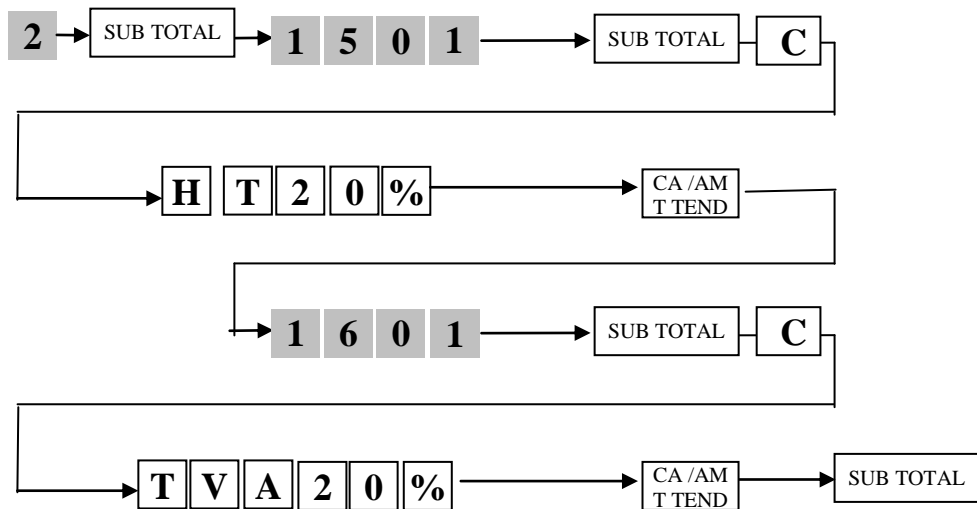 2 SUB TOTAL 1 5 0 1 SUB TOTAL C
H T 2 0 % CA /AM
T TEND
1 6 0 1 SUB TOTAL C
T V A 2 0 % CA /AM
T TEND SUB TOTAL